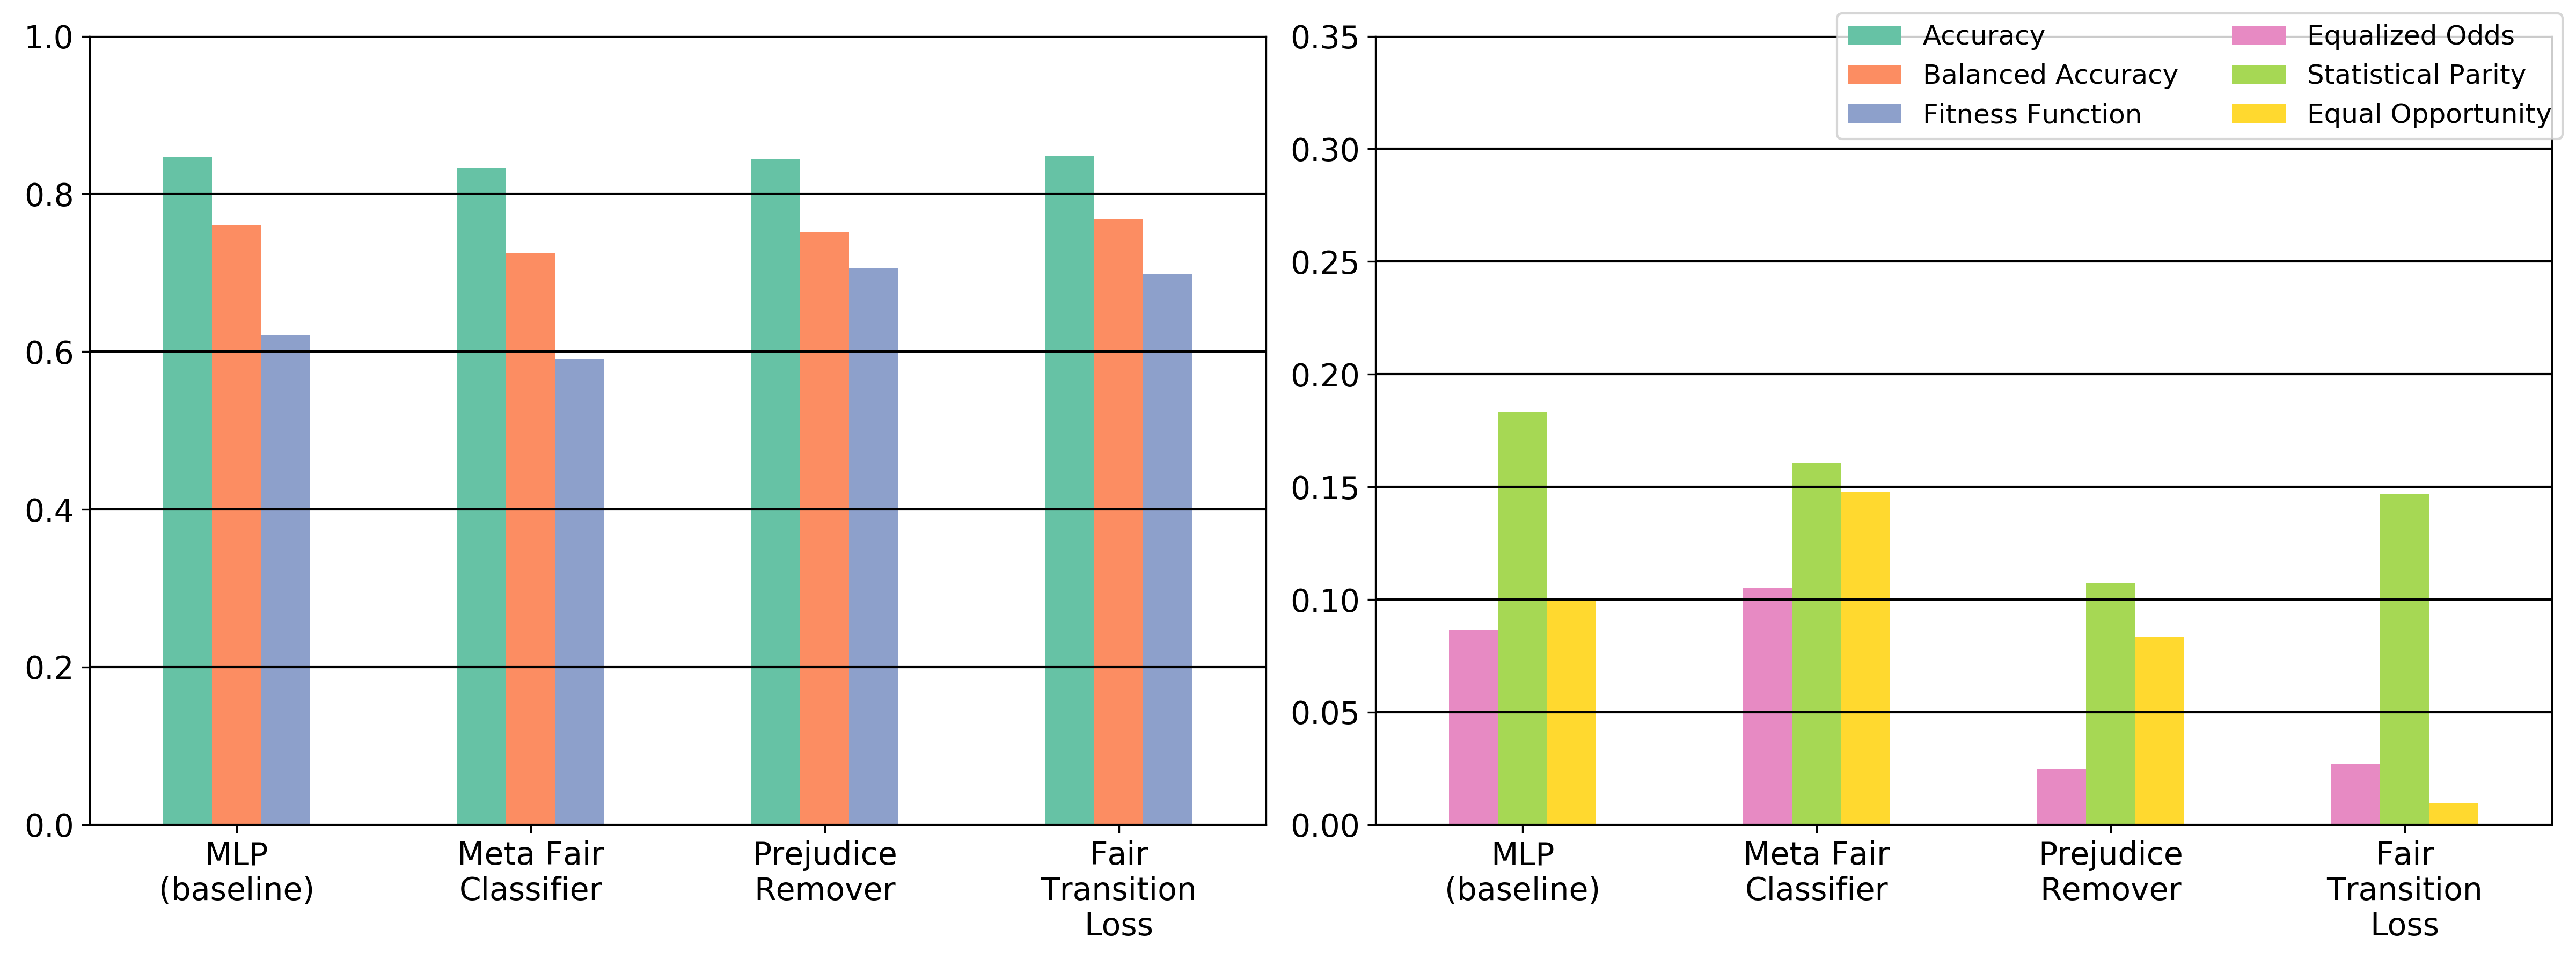 1.0
0.8
0.6
0.4
0.2
0.0
MLP
(baseline)
Meta Fair
Classifier
Prejudice
Remover
Fair
Transition
Loss
0.35
0.30
0.25
0.20
0.15
0.10
0.05
0.00
MLP
(baseline)
Meta Fair
Classifier
Prejudice
Remover
Fair
Transition
Loss
Accuracy
Balanced Accuracy
Fitness Function
Equalized Odds
Statistical Parity
Equal Opportunity